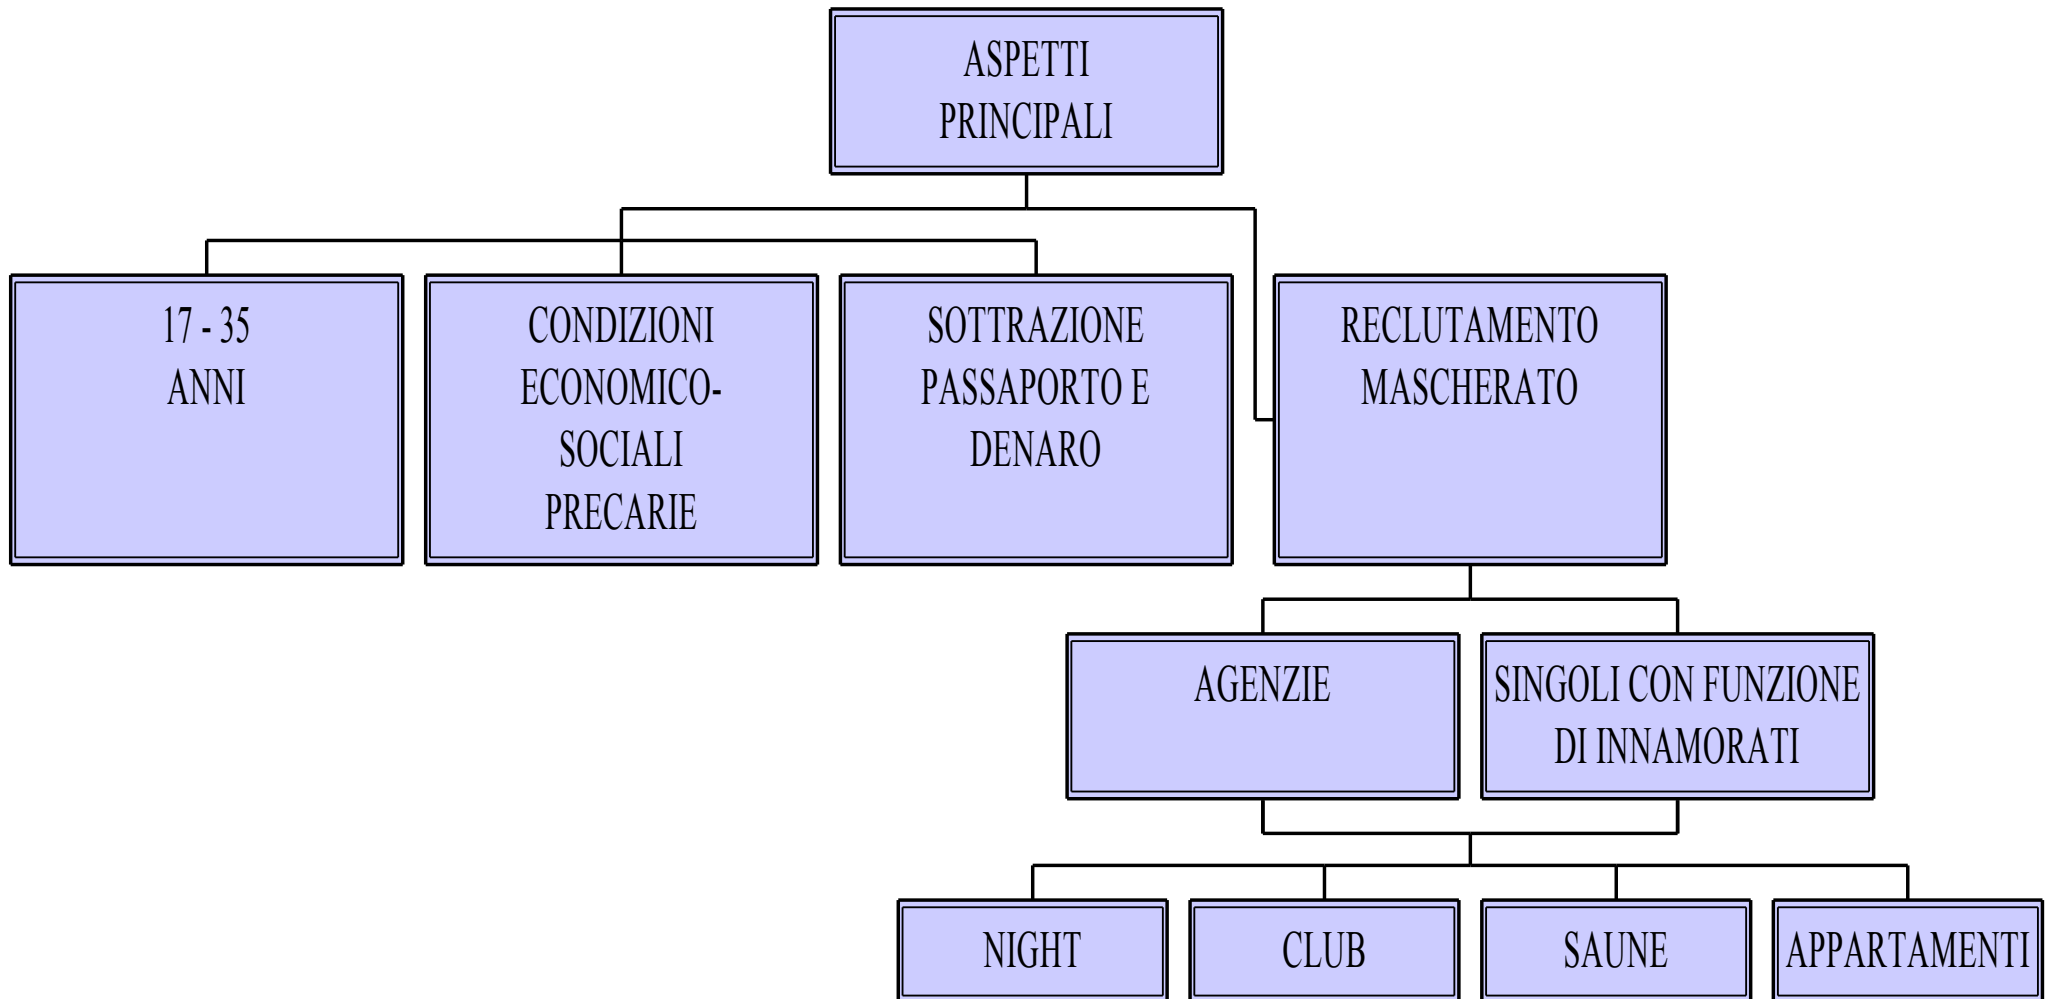 ASPETTI
PRINCIPALI
17 - 35
ANNI
CONDIZIONI
ECONOMICO-
SOCIALI
PRECARIE
SOTTRAZIONE
PASSAPORTO E
DENARO
RECLUTAMENTO
MASCHERATO
AGENZIE
SINGOLI CON FUNZIONE
DI INNAMORATI
NIGHT
CLUB
SAUNE
APPARTAMENTI